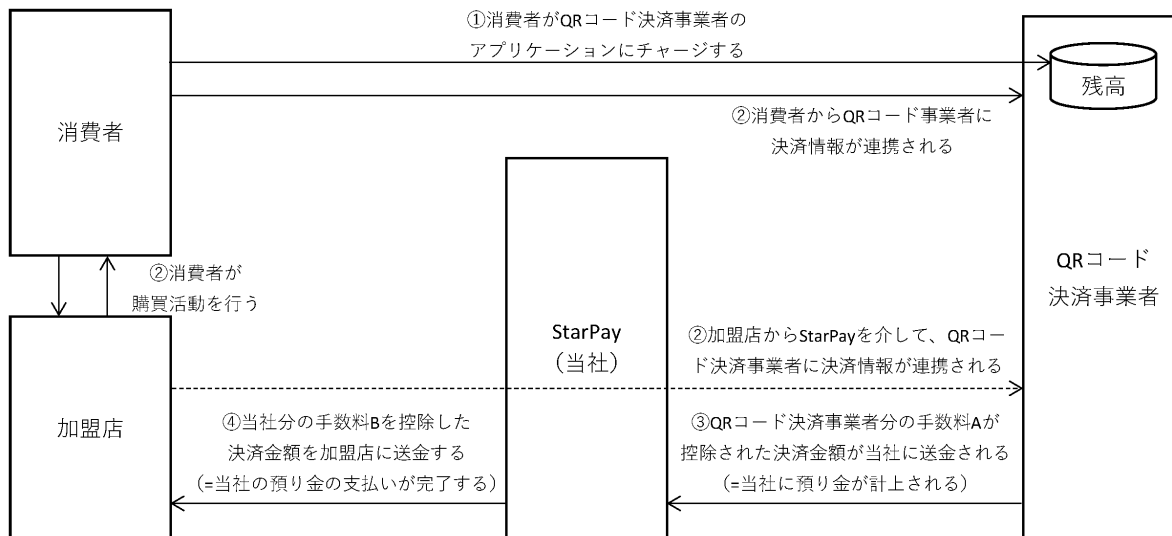 ①消費者がQRコード決済事業者の
アプリケーションにチャージする
残高
消費者
②消費者からQRコード事業者に
決済情報が連携される
②消費者が
購買活動を行う
QRコード
決済事業者
StarPay
（当社）
②加盟店からStarPayを介して、QRコー
ド決済事業者に決済情報が連携される
加盟店
④当社分の手数料Bを控除した
決済金額を加盟店に送金する
（=当社の預り金の支払いが完了する）
③QRコード決済事業者分の手数料Aが
控除された決済金額が当社に送金される
（=当社に預り金が計上される）